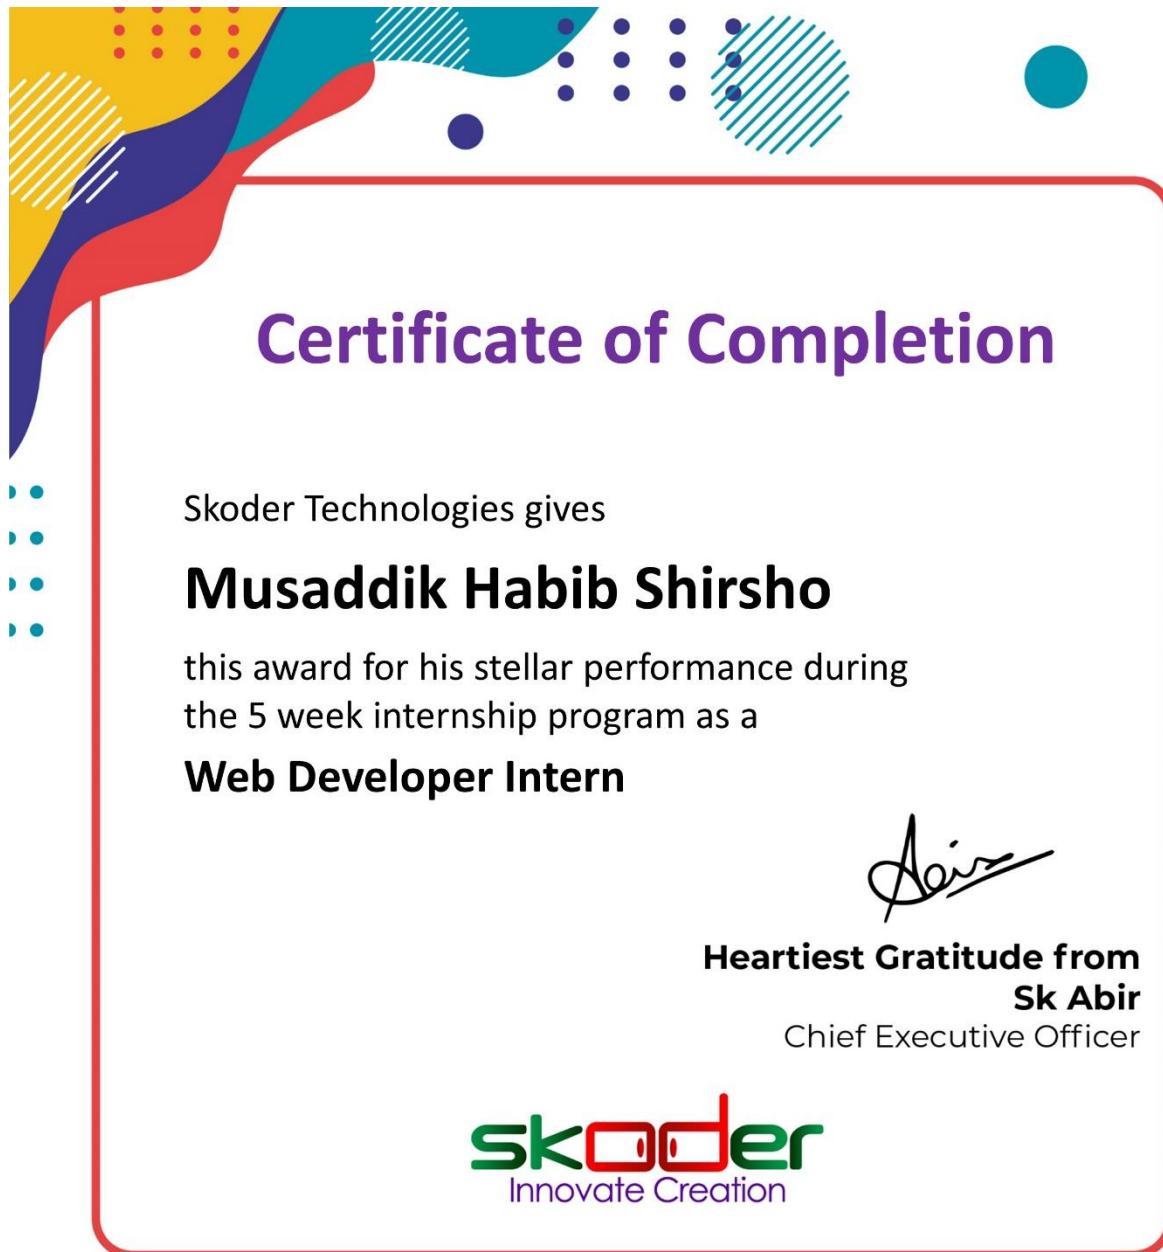 Certificate of Completion
Skoder Technologies gives
Musaddik Habib Shirsho
this award for his stellar performance during
the 5 week internship program as a
Web Developer Intern
Abir
Heartiest Gratitude from
Sk Abir
Chief Executive Officer
skoder
Innovate Creation